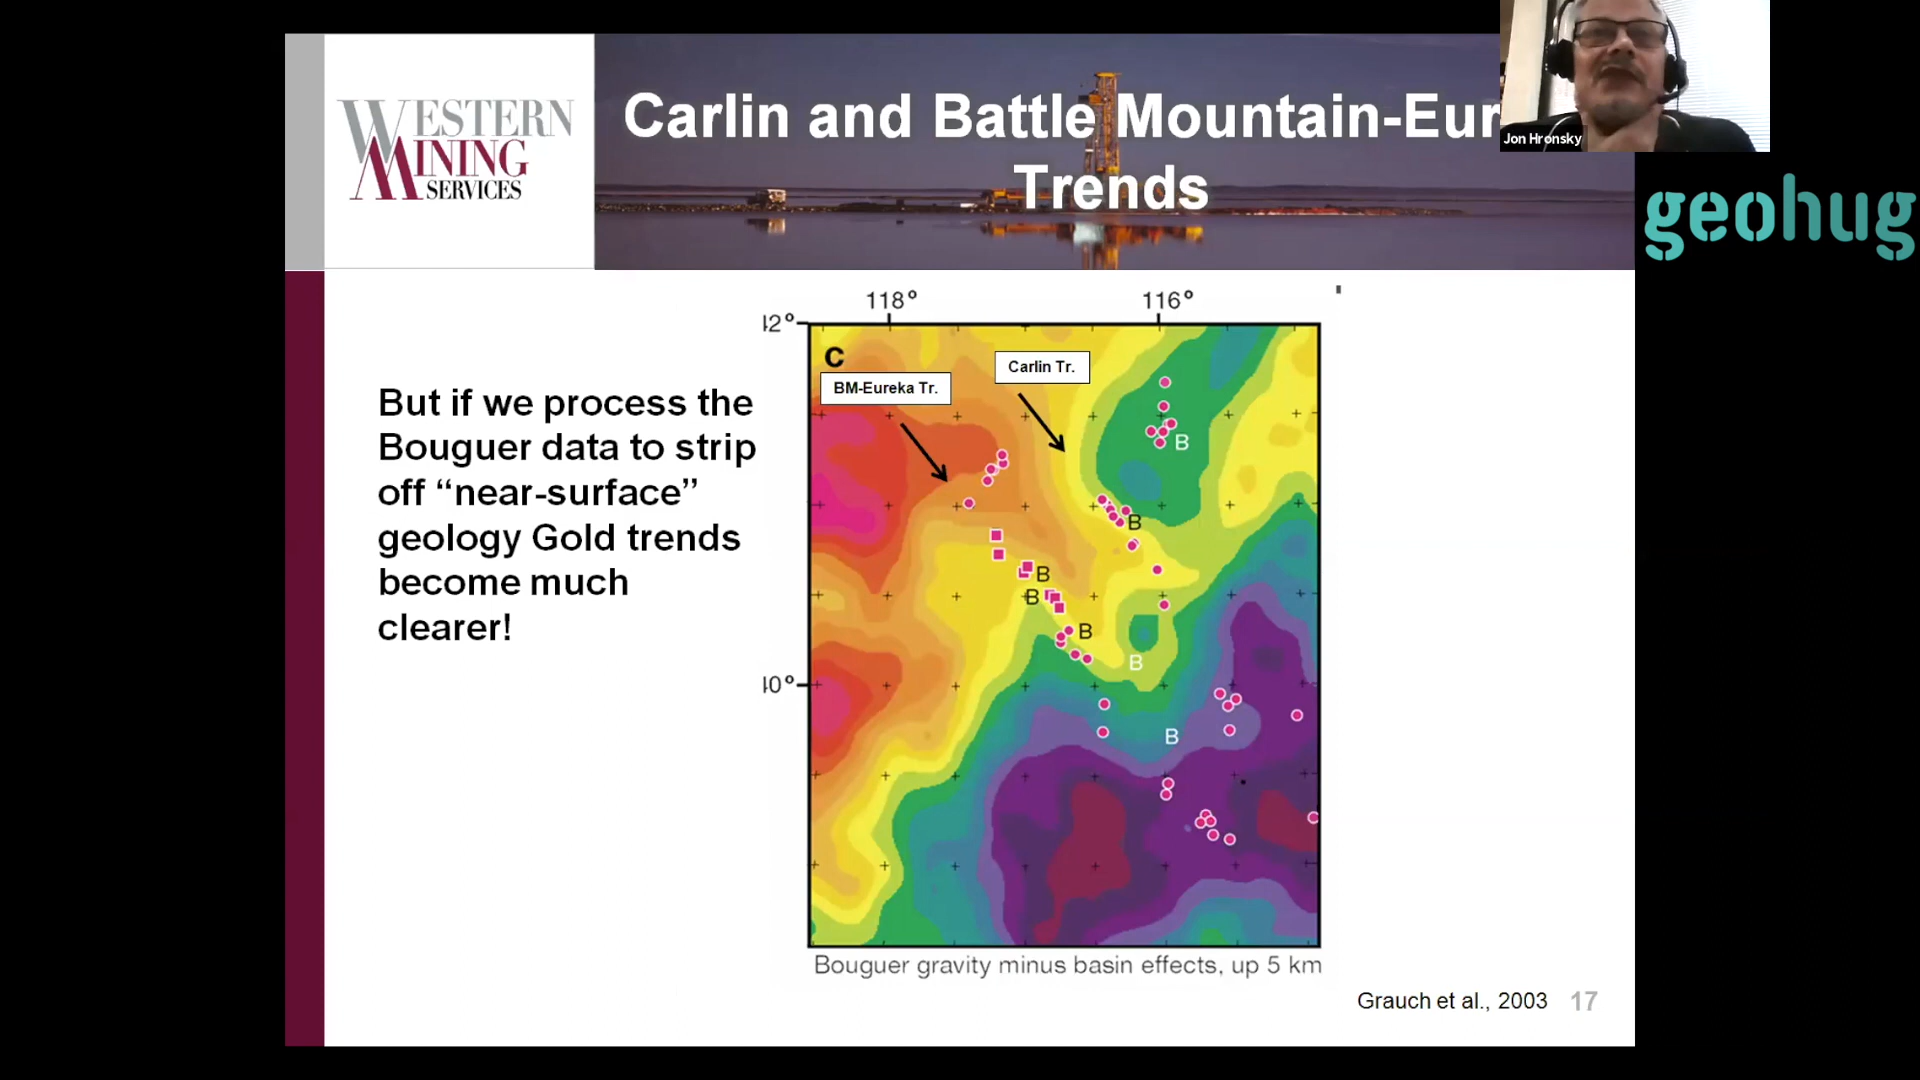 WESTERN
MINING
SERVICES
Carlin and Battle Mountain-Eur
Trends
Jon Hronsky
geohug
But if we process the
Bouguer data to strip
off “near-surface”
geology Gold trends
become much
clearer!
118° 116°
12°
C
BM-Eureka Tr.
Carlin Tr.
B
B
B
B
B
B
B
10°
Bouguer gravity minus basin effects, up 5 km
Grauch et al., 2003 17